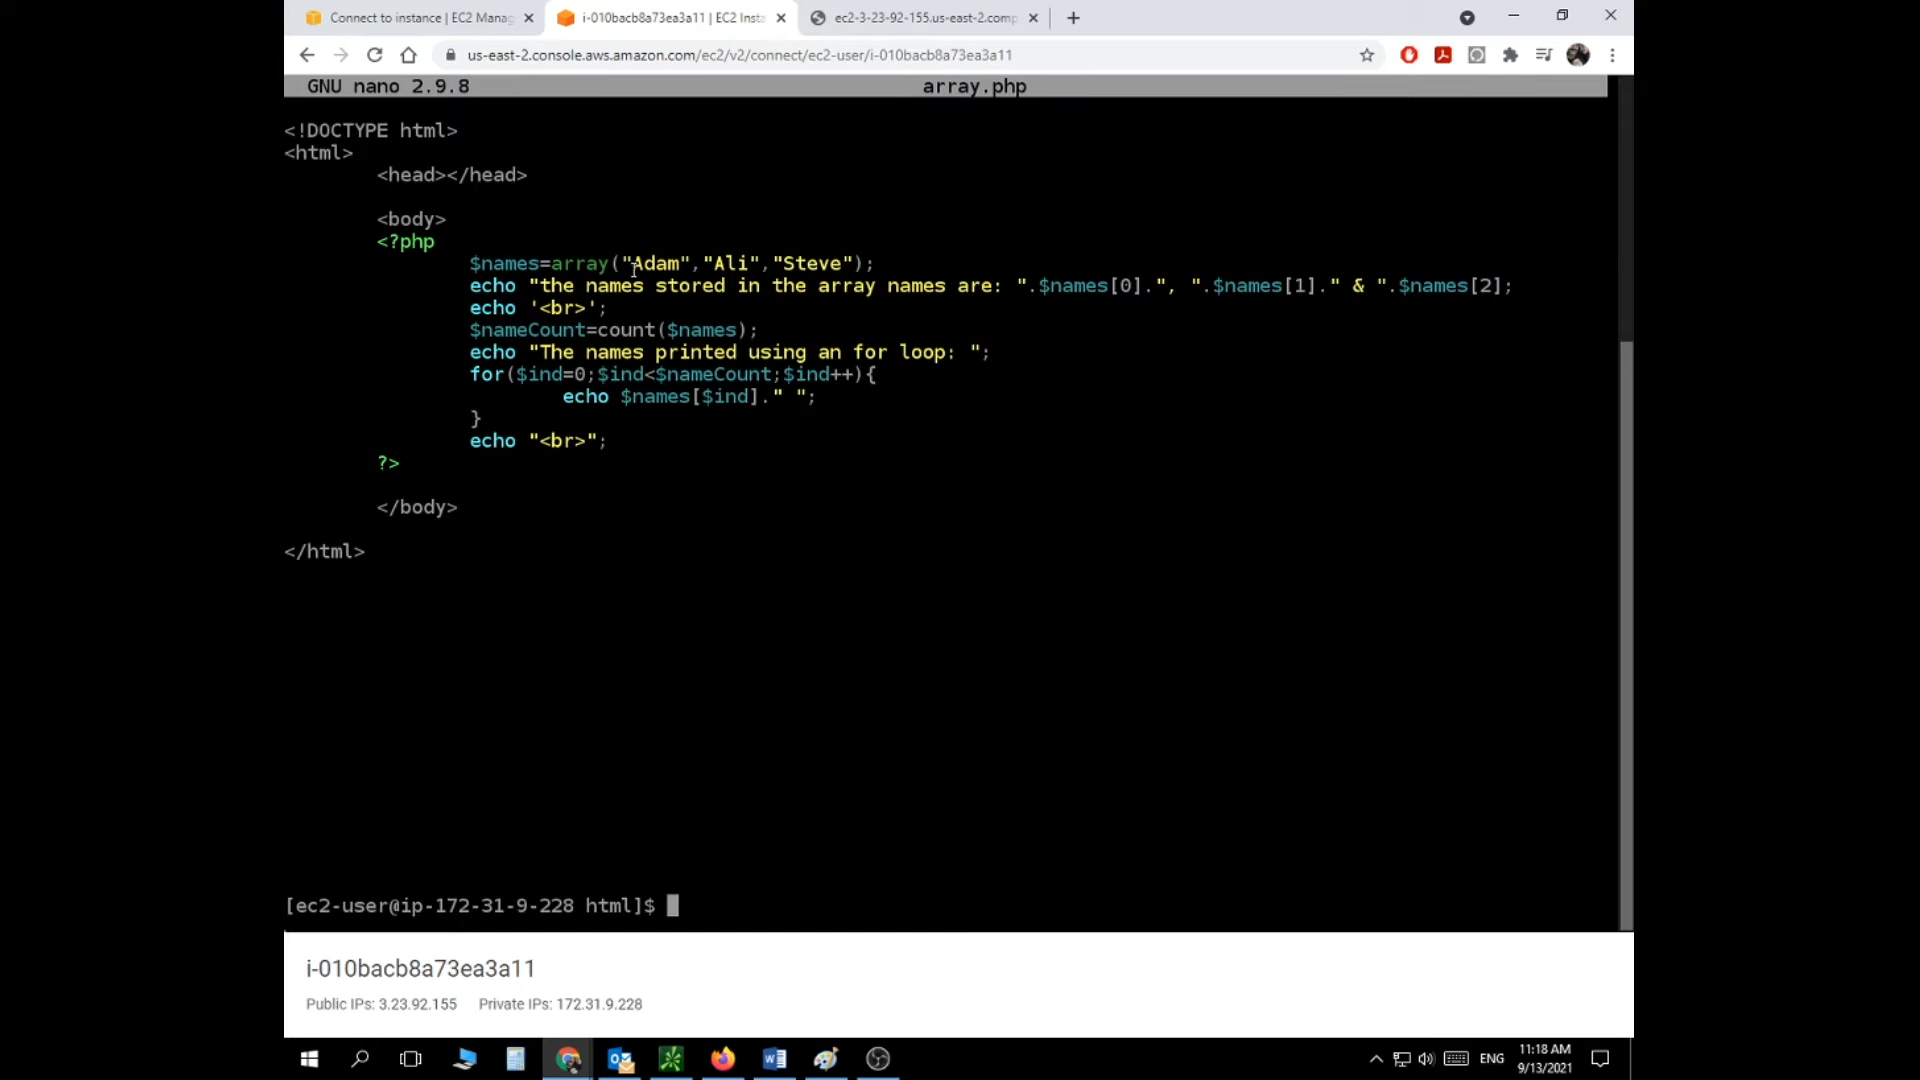 Connect to instance | EC2 Manag
i-010bacb8a73ea3a11 | EC2 Insta
ec2-3-23-92-155.us-east-2.comp
us-east-2.console.aws.amazon.com/ec2/v2/connect/ec2-user/i-010bacb8a73ea3a11
GNU nano 2.9.8 array.php
<!DOCTYPE html>
<html>
<head></head>
<body>
<?php
$names=array("Adam","Ali","Steve");
echo "the names stored in the array names are: ".$names[0].", ".$names[1]." & ".$names[2];
echo '<br>';
$nameCount=count($names);
echo "The names printed using an for loop: ";
for($ind=0;$ind<$nameCount;$ind++){
echo $names[$ind]." ";
}
echo "<br>";
?>
</body>
</html>
[ec2-user@ip-172-31-9-228 html]$
i-010bacb8a73ea3a11
Public IPs: 3.23.92.155 Private IPs: 172.31.9.228
ENG
11:18 AM
9/13/2021